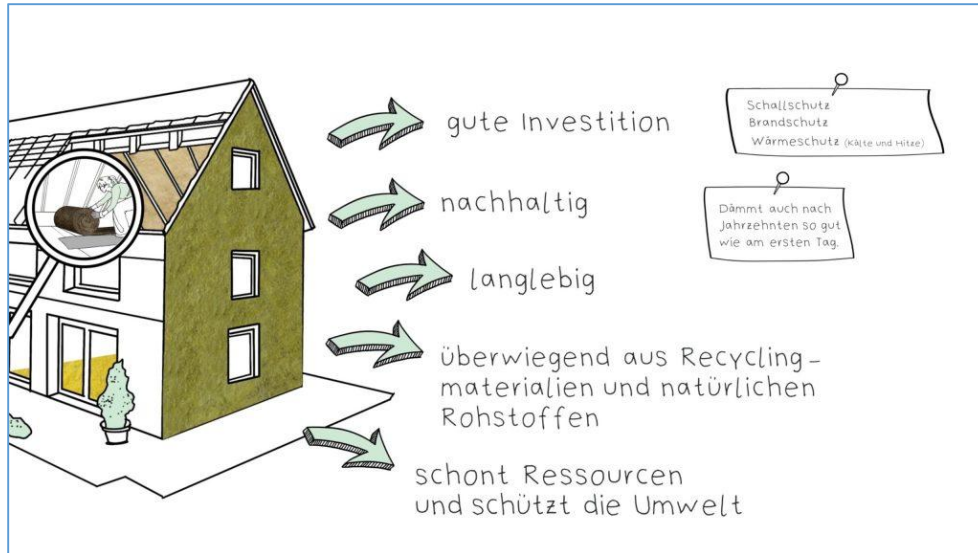 gute Investition
nachhaltig
langlebig
überwiegend aus Recycling-
materialien und natürlichen
Rohstoffen
schont Ressourcen
und schützt die Umwelt
Schallschutz
Brandschutz
Wärmeschutz (Kälte und Hitze)
Dämmt auch nach
Jahrzehnten so gut
wie am ersten Tag.